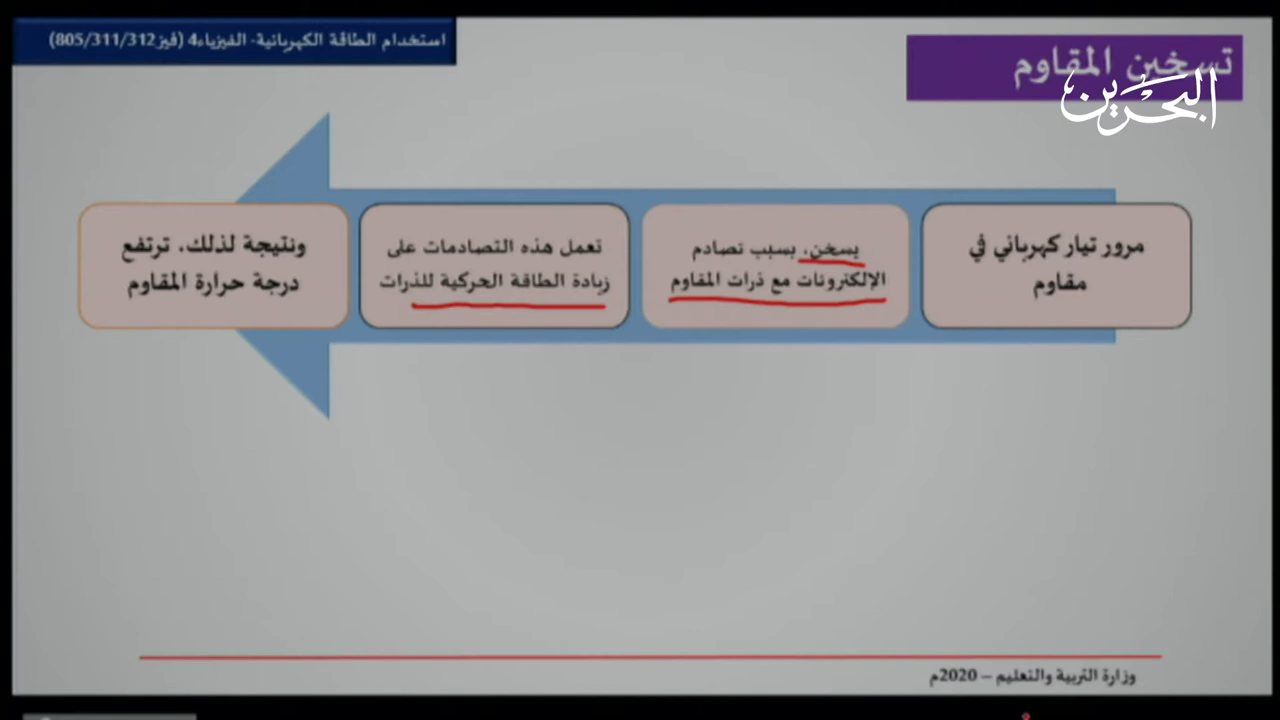 استخدام الطاقة الكهربائية- الفيزياء4 (فيز805/311/312)
تسخين المقاوم
البحرين
مرور تيار كهربائي في
مقاوم
يسخن، بسبب تصادم
الإلكترونات مع ذرات المقاوم
تعمل هذه التصادمات على
زيادة الطاقة الحركية للذرات
ونتيجة لذلك، ترتفع
درجة حرارة المقاوم
وزارة التربية والتعليم – 2020م